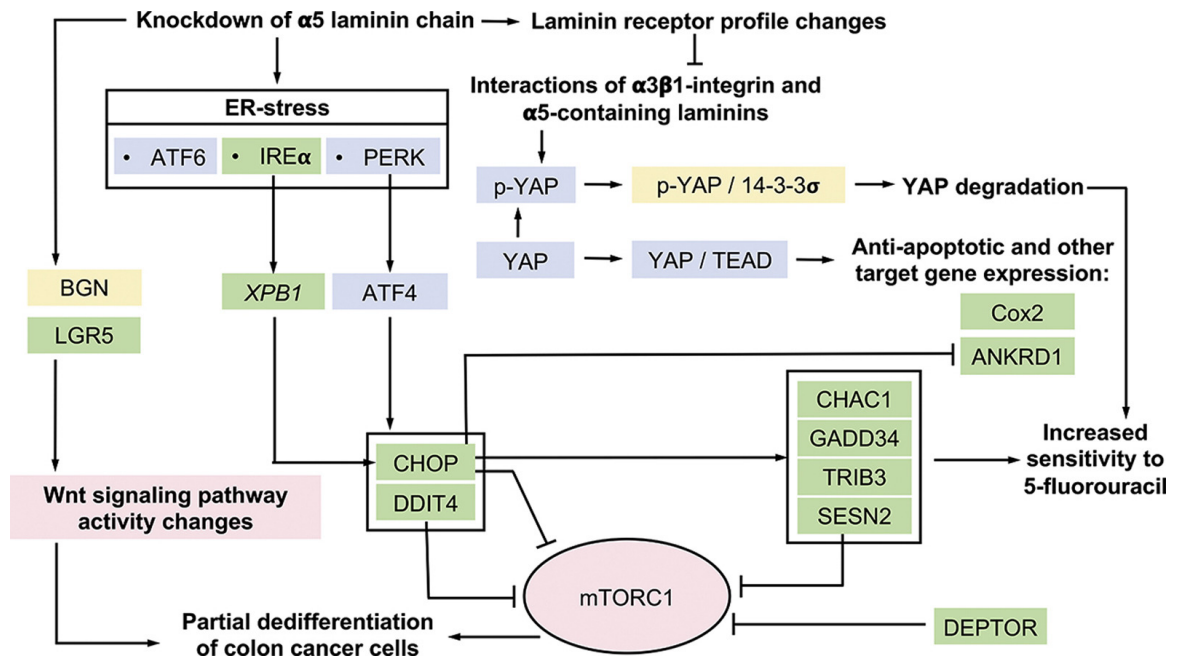 Knockdown of α5 laminin chain
Laminin receptor profile changes
Interactions of α3β1-integrin and
α5-containing laminins
ER-stress
• ATF6
• IREα
• PERK
p-YAP
p-YAP / 14-3-3σ
YAP degradation
YAP
YAP / TEAD
Anti-apoptotic and other
target gene expression:
BGN
XPB1
ATF4
LGR5
Cox2
ANKRD1
CHAC1
GADD34
TRIB3
SESN2
Increased
sensitivity to
5-fluorouracil
CHOP
DDIT4
Wnt signaling pathway
activity changes
mTORC1
Partial dedifferentiation
of colon cancer cells
DEPTOR